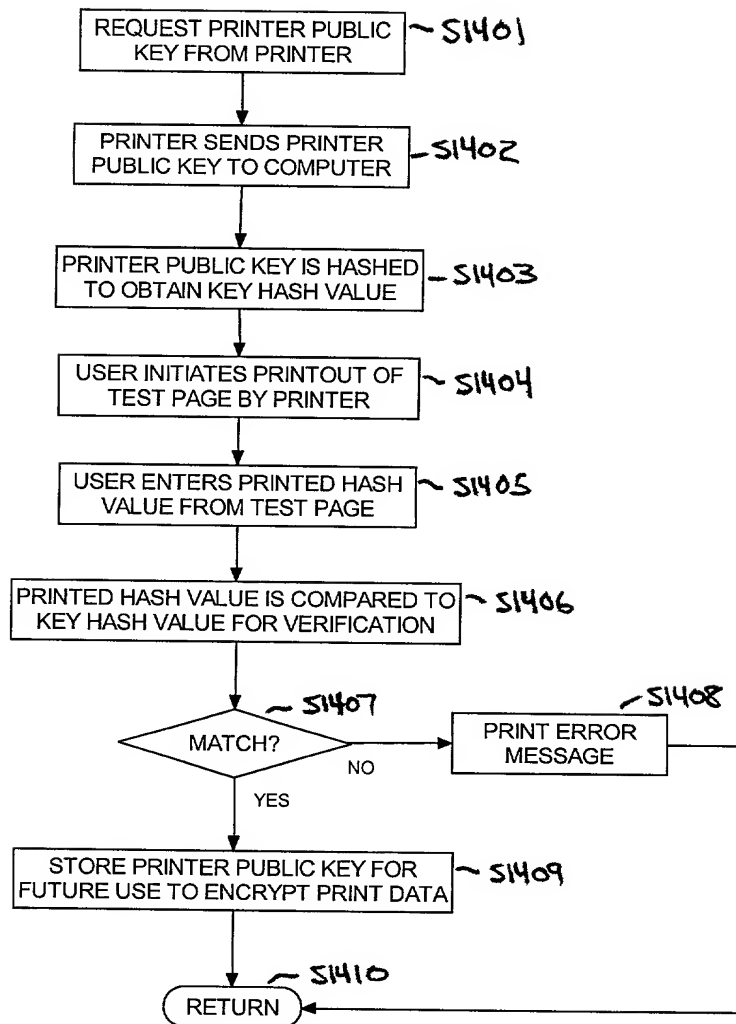 REQUEST PRINTER PUBLIC
KEY FROM PRINTER
S1401
PRINTER SENDS PRINTER
PUBLIC KEY TO COMPUTER
S1402
PRINTER PUBLIC KEY IS HASHED
TO OBTAIN KEY HASH VALUE
S1403
USER INITIATES PRINTOUT OF
TEST PAGE BY PRINTER
S1404
USER ENTERS PRINTED HASH
VALUE FROM TEST PAGE
S1405
PRINTED HASH VALUE IS COMPARED TO
KEY HASH VALUE FOR VERIFICATION
S1406
MATCH?
S1407
NO
PRINT ERROR
MESSAGE
S1408
YES
STORE PRINTER PUBLIC KEY FOR
FUTURE USE TO ENCRYPT PRINT DATA
S1409
RETURN
S1410